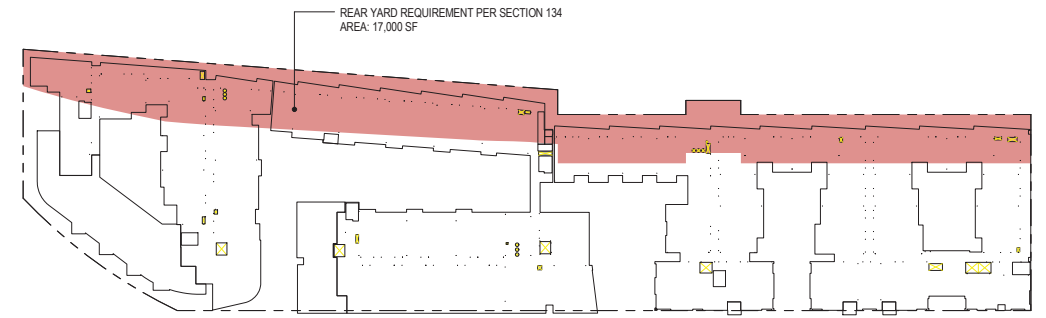 REAR YARD REQUIREMENT PER SECTION 134
AREA: 17,000 SF